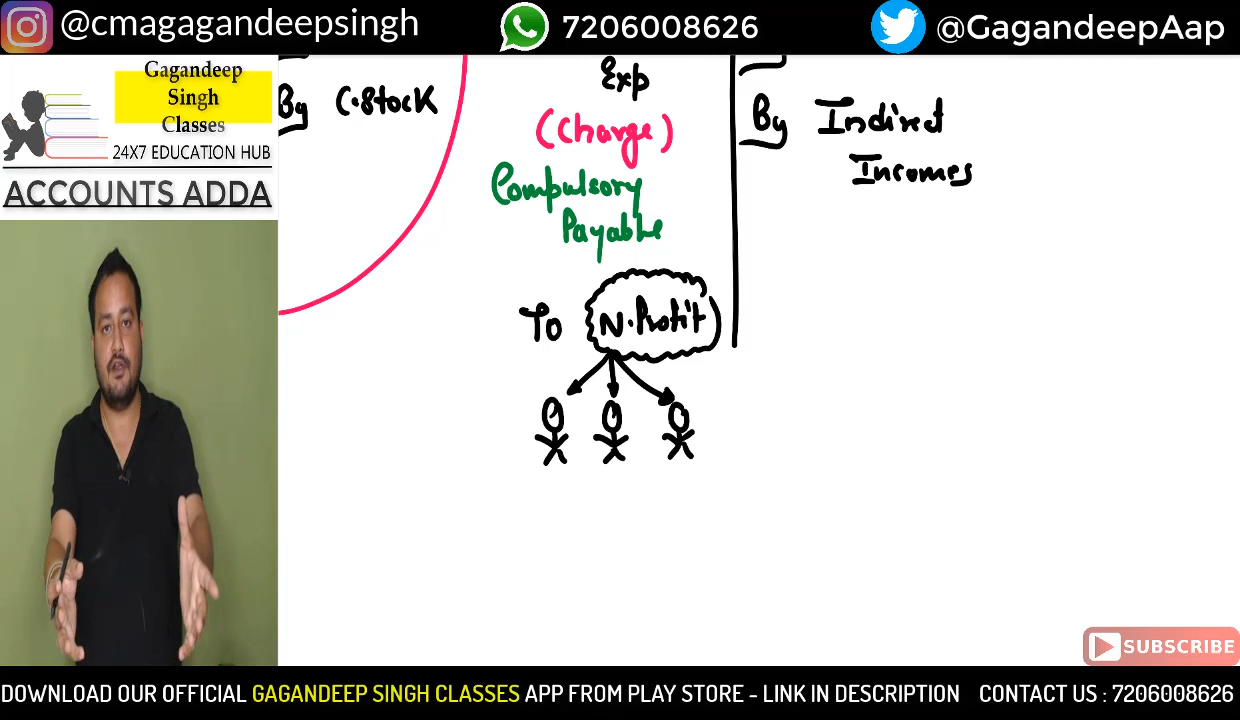 @cmagagandeepsingh
7206008626
@GagandeepAap
Gagandeep
Singh
Classes
24X7 EDUCATION HUB
ACCOUNTS ADDA
By C.Stock
Exp
(Charge)
Compulsory
Payable
To N.Profit
By Indirect
Incomes
SUBSCRIBE
DOWNLOAD OUR OFFICIAL GAGANDEEP SINGH CLASSES APP FROM PLAY STORE - LINK IN DESCRIPTION CONTACT US : 7206008626